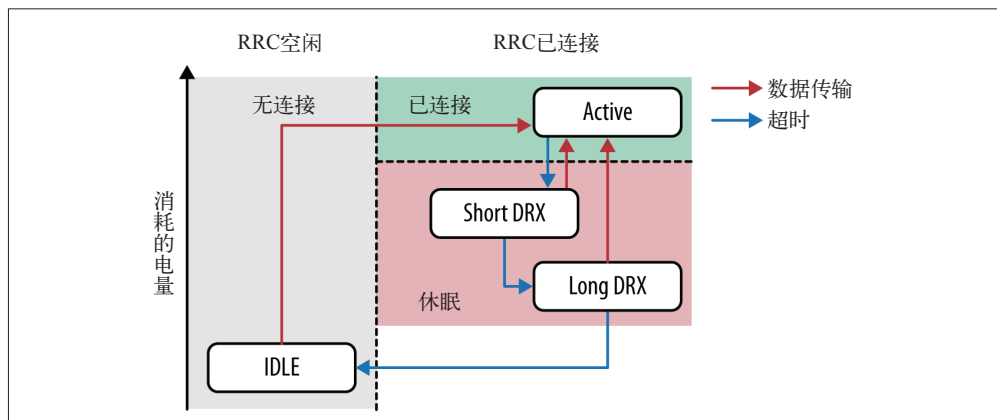 RRC空闲
RRC已连接
无连接
已连接
Active
数据传输
超时
消耗的电量
Short DRX
Long DRX
休眠
IDLE